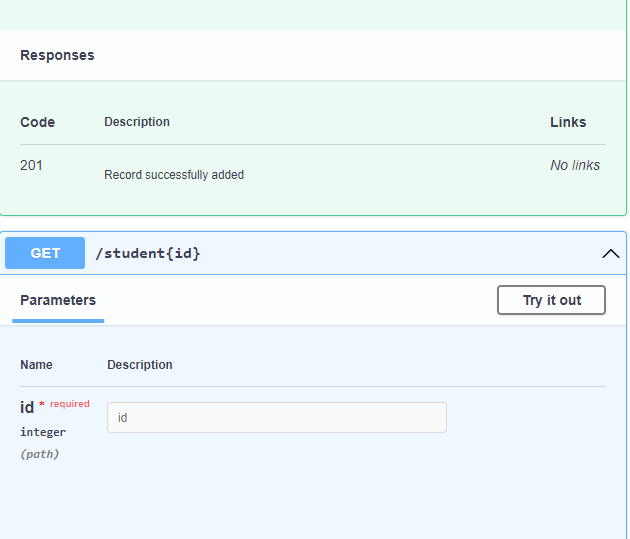 Responses
Code Description Links
201 Record successfully added No links
GET /student{id}
Parameters Try it out
Name Description
id * required
id
integer
(path)